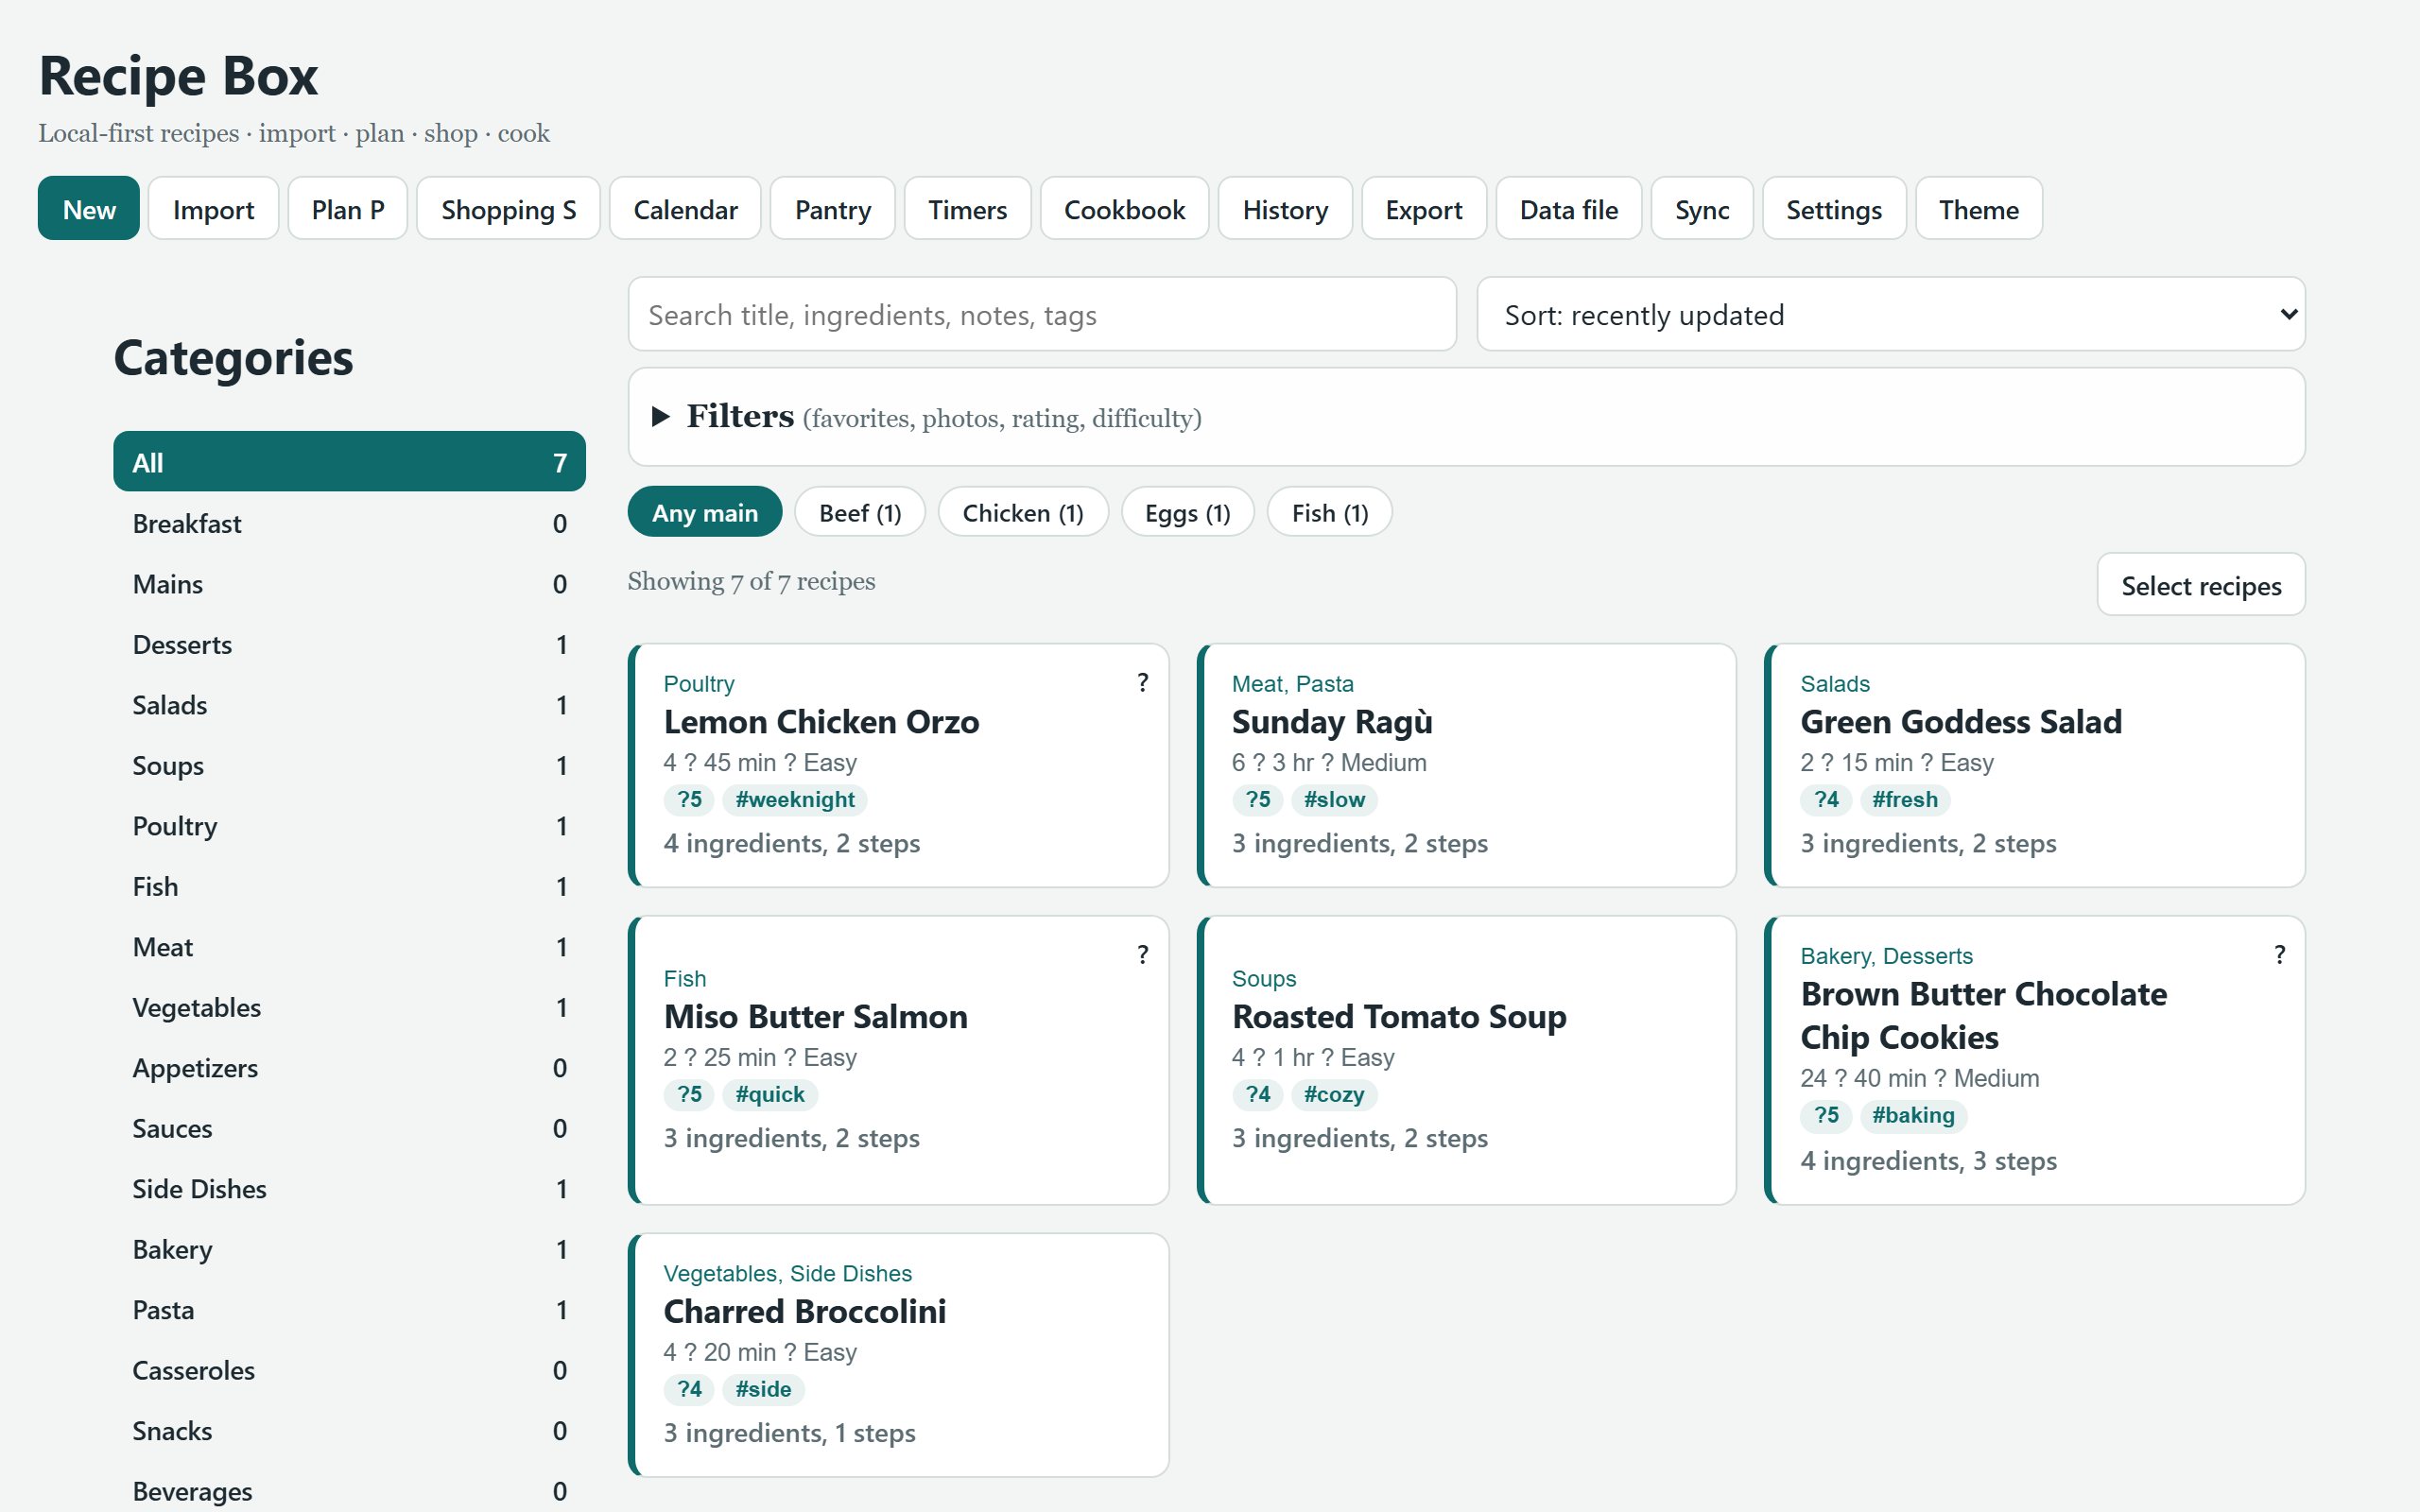 Recipe Box
Local-first recipes · import · plan · shop · cook
New Import Plan P Shopping S Calendar Pantry Timers Cookbook History Export Data file Sync Settings Theme
Categories
All 7
Breakfast 0
Mains 0
Desserts 1
Salads 1
Soups 1
Poultry 1
Fish 1
Meat 1
Vegetables 1
Appetizers 0
Sauces 0
Side Dishes 1
Bakery 1
Pasta 1
Casseroles 0
Snacks 0
Beverages 0
Search title, ingredients, notes, tags
Sort: recently updated
Filters (favorites, photos, rating, difficulty)
Any main Beef (1) Chicken (1) Eggs (1) Fish (1)
Showing 7 of 7 recipes
Select recipes
Poultry ?
Lemon Chicken Orzo
4 ? 45 min ? Easy
?5 #weeknight
4 ingredients, 2 steps
Meat, Pasta
Sunday Ragù
6 ? 3 hr ? Medium
?5 #slow
3 ingredients, 2 steps
Salads
Green Goddess Salad
2 ? 15 min ? Easy
?4 #fresh
3 ingredients, 2 steps
?
Fish
Miso Butter Salmon
2 ? 25 min ? Easy
?5 #quick
3 ingredients, 2 steps
Soups
Roasted Tomato Soup
4 ? 1 hr ? Easy
?4 #cozy
3 ingredients, 2 steps
Bakery, Desserts ?
Brown Butter Chocolate
Chip Cookies
24 ? 40 min ? Medium
?5 #baking
4 ingredients, 3 steps
Vegetables, Side Dishes
Charred Broccolini
4 ? 20 min ? Easy
?4 #side
3 ingredients, 1 steps